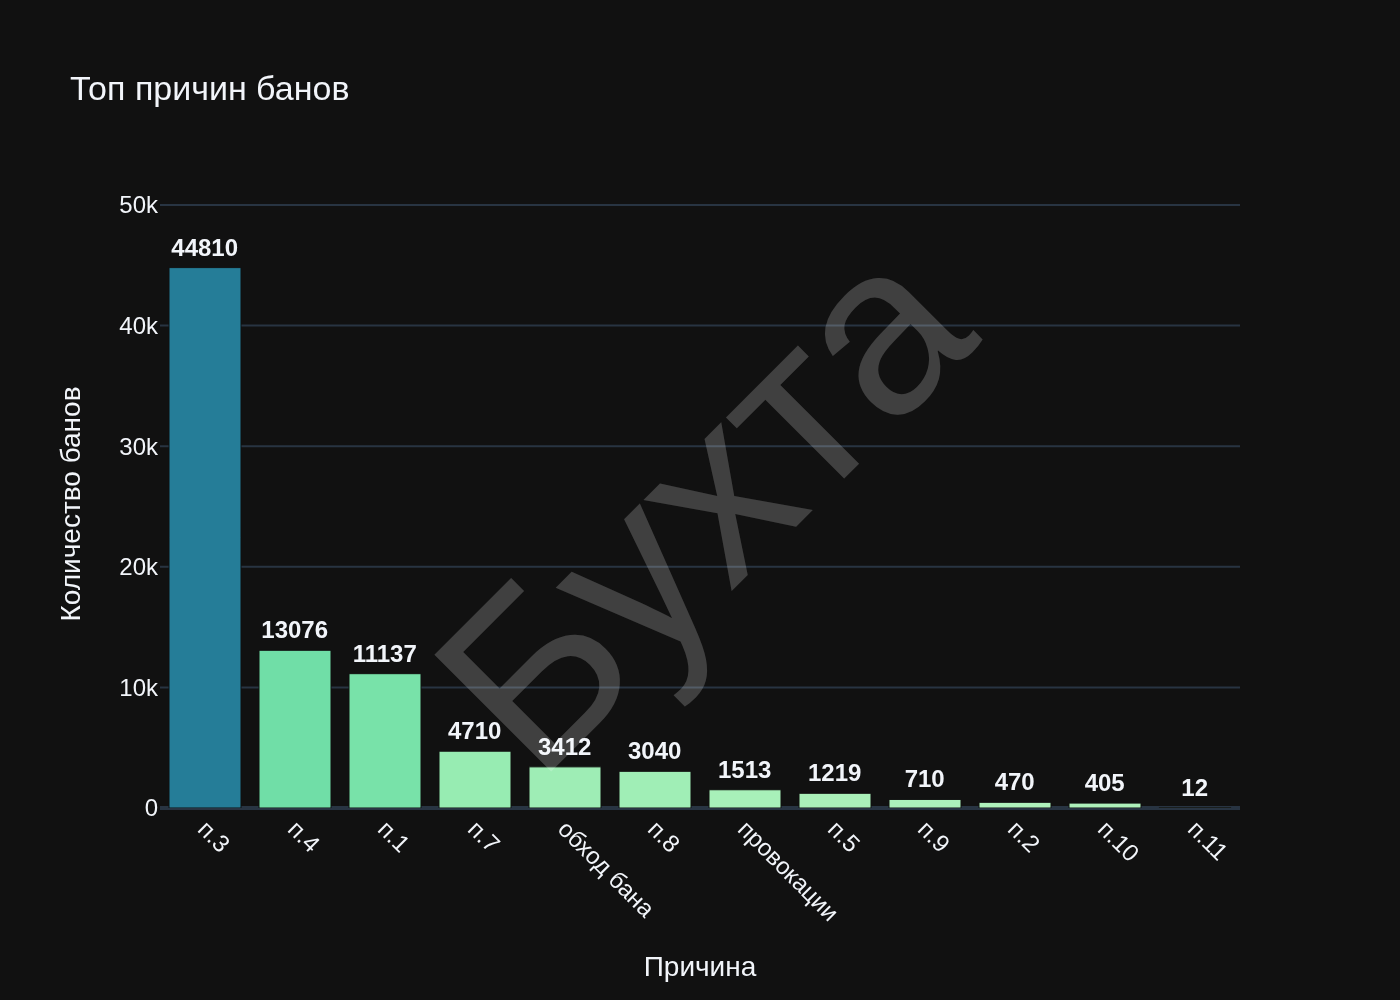 Топ причин банов
50k
40k
30k
20k
10k
0
Количество банов
44810
13076
11137
4710
3412
3040
1513
1219
710
470
405
12
п.3
п.4
п.1
п.7
обход бана
п.8
провокации
п.5
п.9
п.2
п.10
п.11
Причина
Бухта